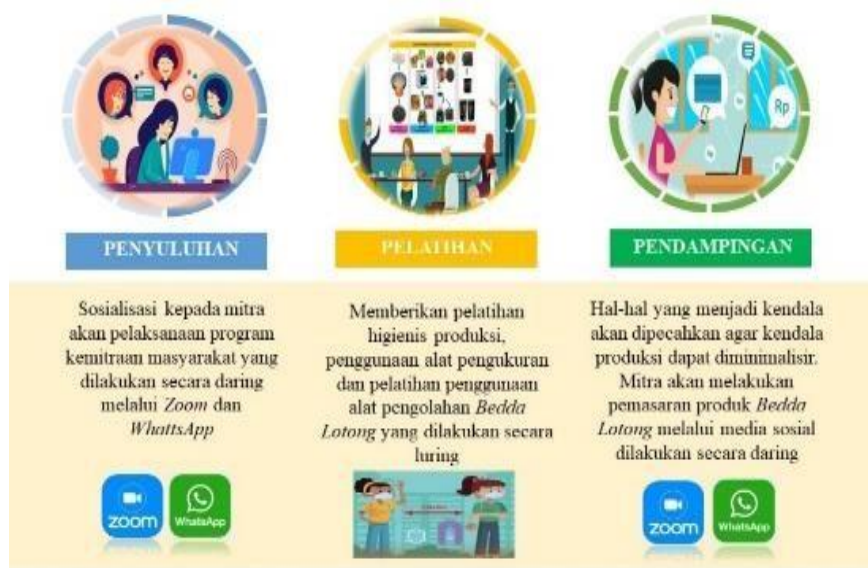 PENYULUHAN
Sosialisasi kepada mitra
akan pelaksanaan program
kemitraan masyarakat yang
dilakukan secara daring
melalui Zoom dan
WhattsApp
zoom
WhatsApp
PELATIHAN
Memberikan pelatihan
higienis produksi,
penggunaan alat pengukuran
dan pelatihan penggunaan
alat pengolahan Bedda
Lotong yang dilakukan secara
luring
Rp
PENDAMPINGAN
Hal-hal yang menjadi kendala
akan dipecahkan agar kendala
produksi dapat diminimalisir.
Mitra akan melakukan
pemasaran produk Bedda
Lotong melalui media sosial
dilakukan secara daring
zoom
WhatsApp